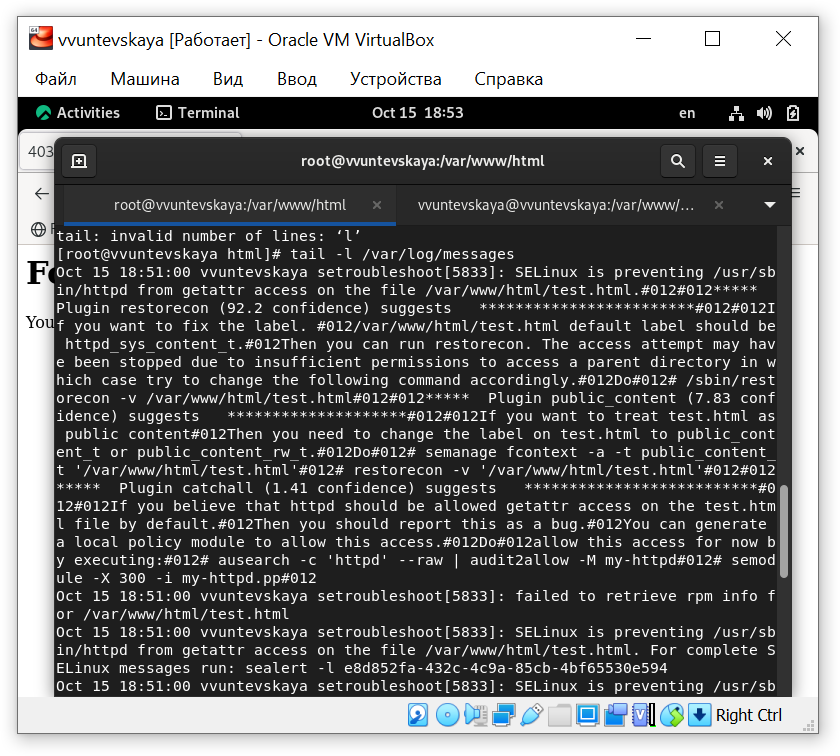 64
vvuntevskaya [Работает] - Oracle VM VirtualBox
Файл Машина Вид Ввод Устройства Справка
Activities Terminal Oct 15 18:53 en
403
root@vvuntevskaya:/var/www/html
root@vvuntevskaya:/var/www/html × vvuntevskaya@vvuntevskaya:/var/www/... ×
You
tail: invalid number of lines: ‘l’
[root@vvuntevskaya html]# tail -l /var/log/messages
Oct 15 18:51:00 vvuntevskaya setroubleshoot[5833]: SELinux is preventing /usr/sb
in/httpd from getattr access on the file /var/www/html/test.html.#012#012*****
Plugin restorecon (92.2 confidence) suggests   ************************#012#012I
f you want to fix the label. #012/var/www/html/test.html default label should be
 httpd_sys_content_t.#012Then you can run restorecon. The access attempt may hav
e been stopped due to insufficient permissions to access a parent directory in w
hich case try to change the following command accordingly.#012Do#012# /sbin/rest
orecon -v /var/www/html/test.html#012#012*****  Plugin public_content (7.83 conf
idence) suggests   ********************#012#012If you want to treat test.html as
 public content#012Then you need to change the label on test.html to public_cont
ent_t or public_content_rw_t.#012Do#012# semanage fcontext -a -t public_content_
t '/var/www/html/test.html'#012# restorecon -v '/var/www/html/test.html'#012#012
*****  Plugin catchall (1.41 confidence) suggests   **************************#0
12#012If you believe that httpd should be allowed getattr access on the test.htm
l file by default.#012Then you should report this as a bug.#012You can generate
a local policy module to allow this access.#012Do#012allow this access for now b
y executing:#012# ausearch -c 'httpd' --raw | audit2allow -M my-httpd#012# semod
ule -X 300 -i my-httpd.pp#012
Oct 15 18:51:00 vvuntevskaya setroubleshoot[5833]: failed to retrieve rpm info f
or /var/www/html/test.html
Oct 15 18:51:00 vvuntevskaya setroubleshoot[5833]: SELinux is preventing /usr/sb
in/httpd from getattr access on the file /var/www/html/test.html. For complete S
ELinux messages run: sealert -l e8d852fa-432c-4c9a-85cb-4bf65530e594
Oct 15 18:51:00 vvuntevskaya setroubleshoot[5833]: SELinux is preventing /usr/sb
Right Ctrl